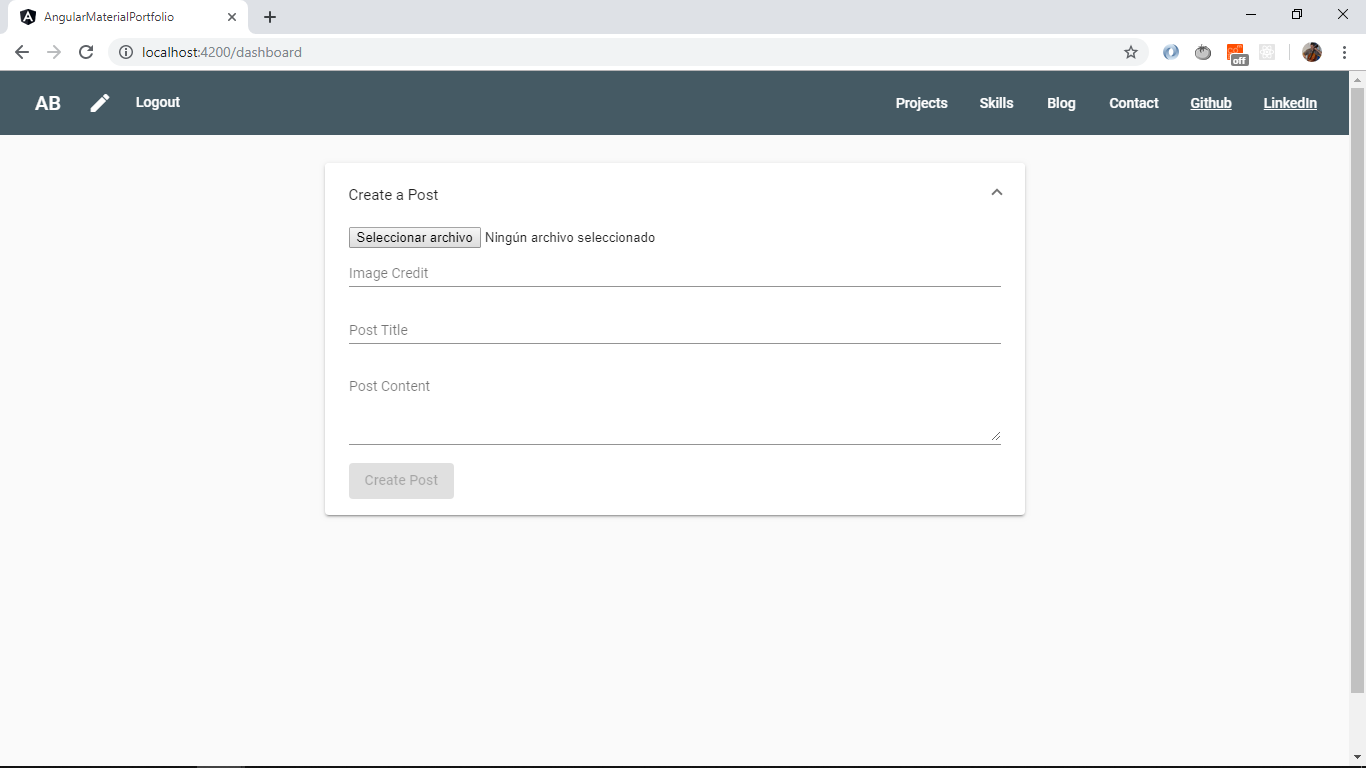 AngularMaterialPortfolio
localhost:4200/dashboard
off
AB Logout Projects Skills Blog Contact Github LinkedIn
Create a Post
Seleccionar archivo Ningún archivo seleccionado
Image Credit
Post Title
Post Content
Create Post